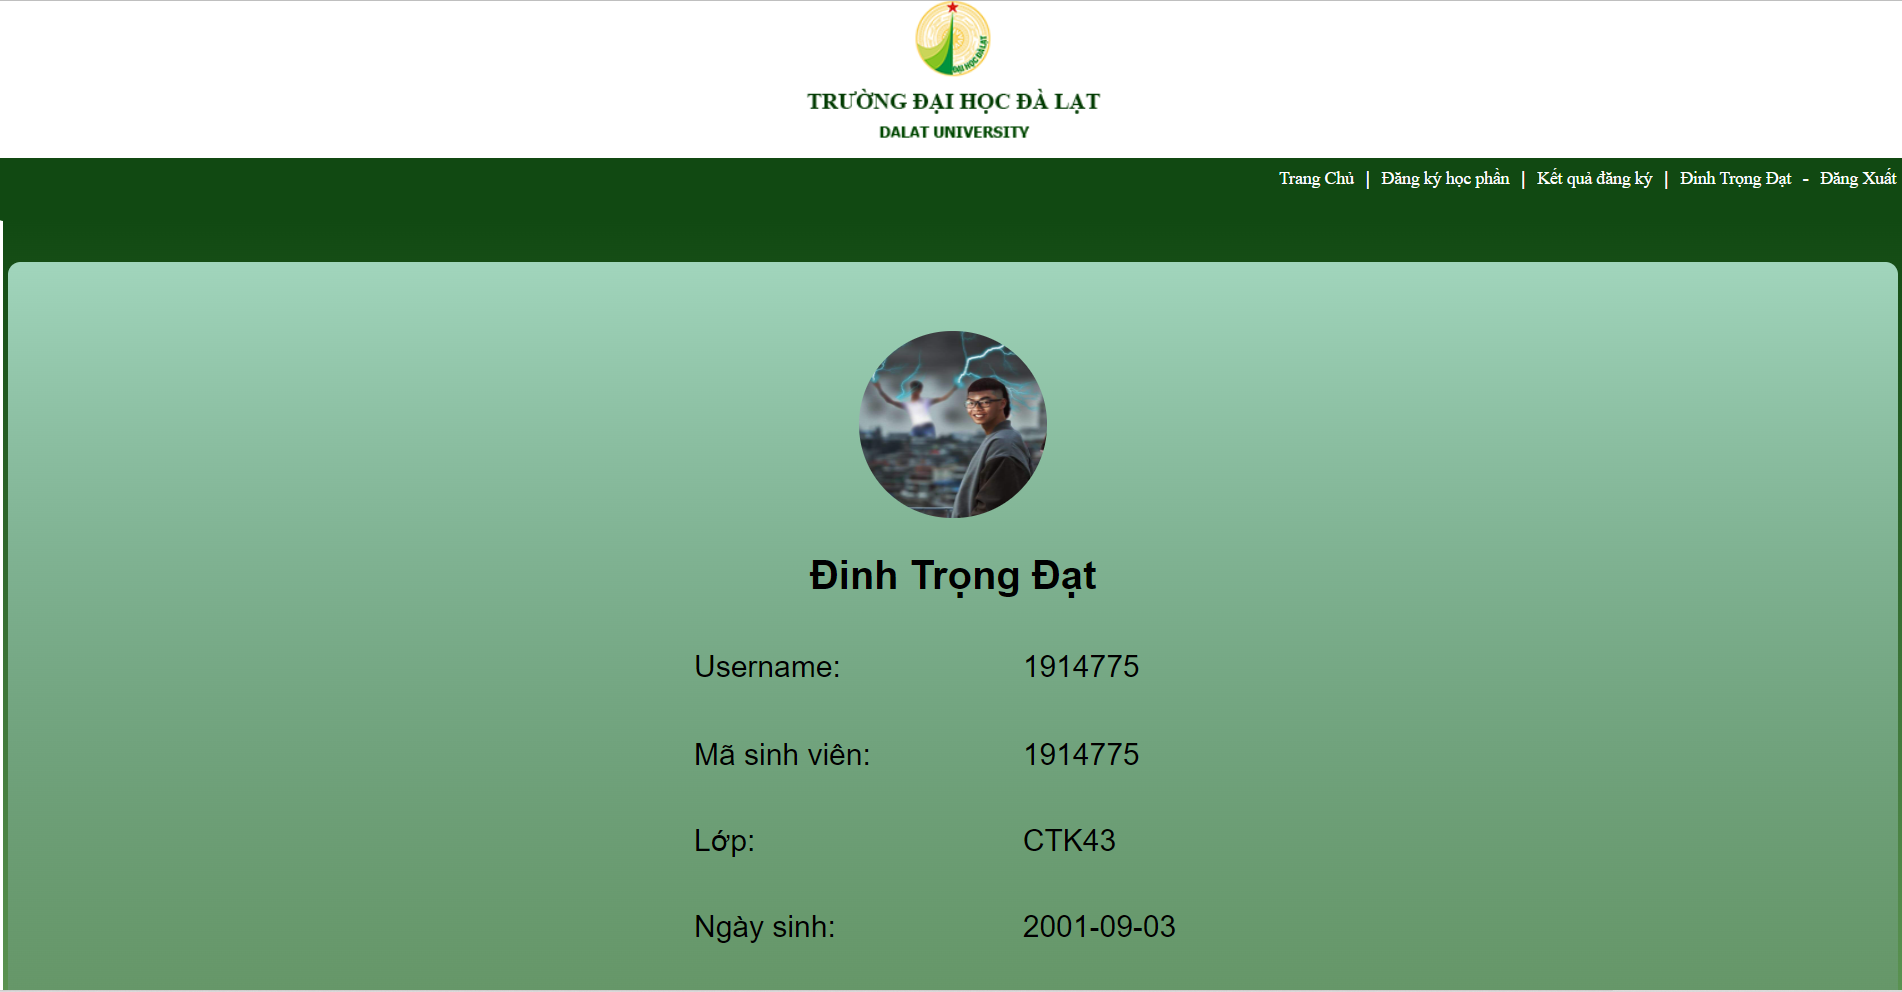 ĐẠI HỌC ĐÀ LẠT
TRƯỜNG ĐẠI HỌC ĐÀ LẠT
DALAT UNIVERSITY
Trang Chủ | Đăng ký học phần | Kết quả đăng ký | Đinh Trọng Đạt - Đăng Xuất
Đinh Trọng Đạt
Username: 1914775
Mã sinh viên: 1914775
Lớp: CTK43
Ngày sinh: 2001-09-03